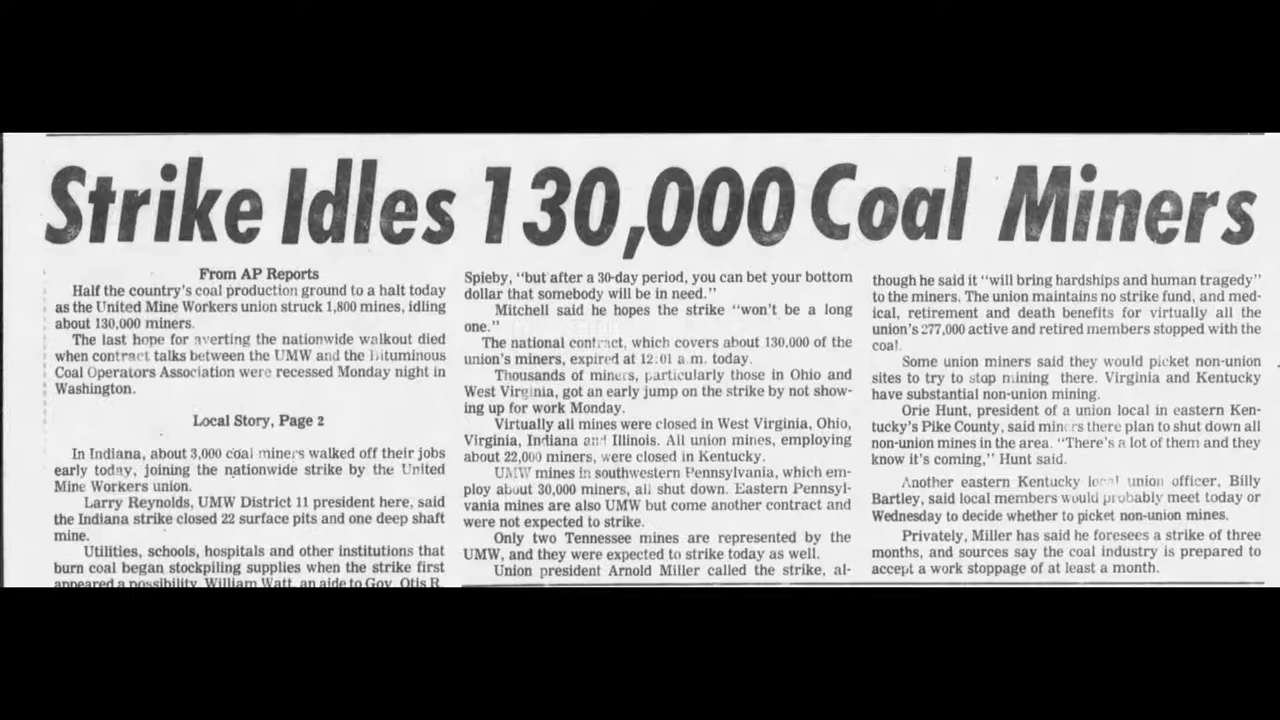 Strike Idles 130,000 Coal Miners
From AP Reports
Half the country's coal production ground to a halt today
as the United Mine Workers union struck 1,800 mines, idling
about 130,000 miners.
The last hope for averting the nationwide walkout died
when contract talks between the UMW and the Bituminous
Coal Operators Association were recessed Monday night in
Washington.
Local Story, Page 2
In Indiana, about 3,000 coal miners walked off their jobs
early today, joining the nationwide strike by the United
Mine Workers union.
Larry Reynolds, UMW District 11 president here, said
the Indiana strike closed 22 surface pits and one deep shaft
mine.
Utilities, schools, hospitals and other institutions that
burn coal began stockpiling supplies when the strike first
appeared a possibility. William Watt, an aide to Gov. Otis R.
Spieby, "but after a 30-day period, you can bet your bottom
dollar that somebody will be in need."
Mitchell said he hopes the strike "won't be a long
one."
The national contract, which covers about 130,000 of the
union's miners, expired at 12:01 a.m. today.
Thousands of miners, particularly those in Ohio and
West Virginia, got an early jump on the strike by not show-
ing up for work Monday.
Virtually all mines were closed in West Virginia, Ohio,
Virginia, Indiana and Illinois. All union mines, employing
about 22,000 miners, were closed in Kentucky.
UMW mines in southwestern Pennsylvania, which em-
ploy about 30,000 miners, all shut down. Eastern Pennsyl-
vania mines are also UMW but come another contract and
were not expected to strike.
Only two Tennessee mines are represented by the
UMW, and they were expected to strike today as well.
Union president Arnold Miller called the strike, al-
though he said it "will bring hardships and human tragedy"
to the miners. The union maintains no strike fund, and med-
ical, retirement and death benefits for virtually all the
union's 277,000 active and retired members stopped with the
coal.
Some union miners said they would picket non-union
sites to try to stop mining there. Virginia and Kentucky
have substantial non-union mining.
Orie Hunt, president of a union local in eastern Ken-
tucky's Pike County, said miners there plan to shut down all
non-union mines in the area. "There's a lot of them and they
know it's coming," Hunt said.
Another eastern Kentucky local union officer, Billy
Bartley, said local members would probably meet today or
Wednesday to decide whether to picket non-union mines.
Privately, Miller has said he foresees a strike of three
months, and sources say the coal industry is prepared to
accept a work stoppage of at least a month.